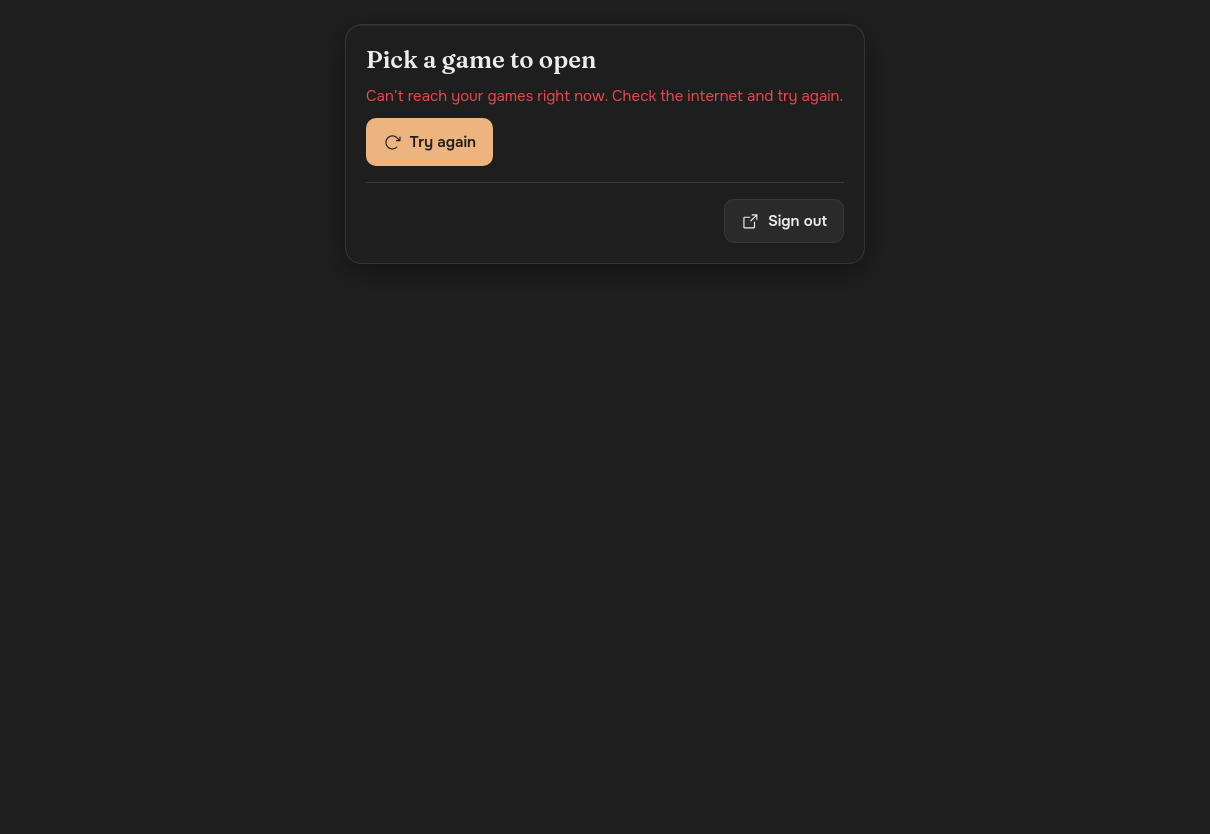 Pick a game to open
Can't reach your games right now. Check the internet and try again.
Try again
Sign out